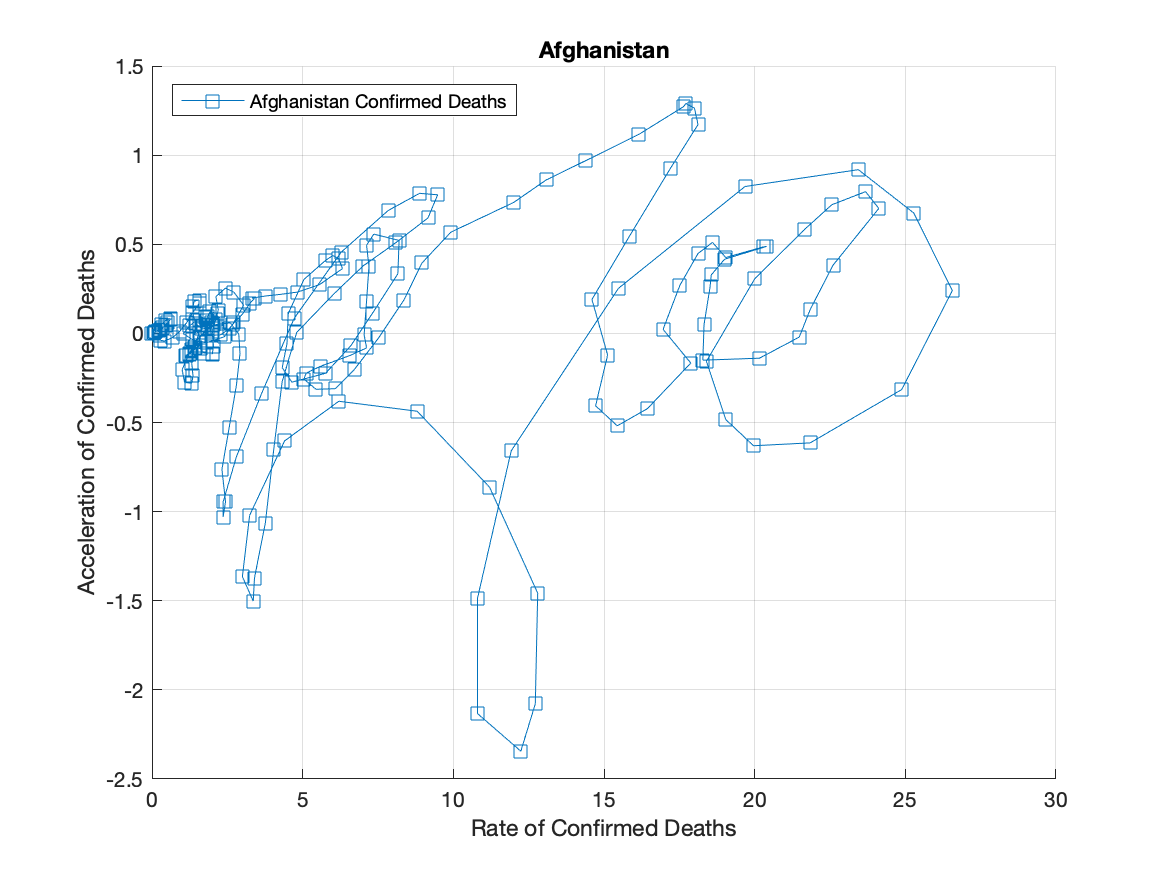 Afghanistan
Afghanistan Confirmed Deaths
1.5
1
0.5
0
-0.5
-1
-1.5
-2
-2.5
Acceleration of Confirmed Deaths
0 5 10 15 20 25 30
Rate of Confirmed Deaths